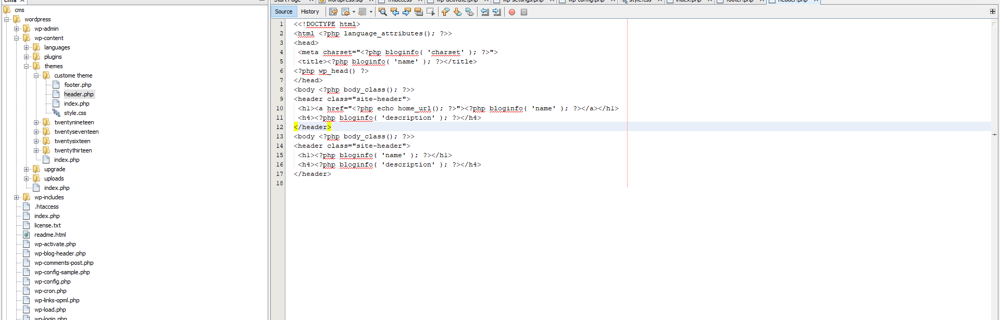 cms
cms
wordpress
wp-admin
wp-content
languages
plugins
themes
custome theme
footer.php
header.php
index.php
style.css
twentynineteen
twentyseventeen
twentysixteen
twentythirteen
index.php
upgrade
uploads
index.php
wp-includes
.htaccess
index.php
license.txt
readme.html
wp-activate.php
wp-blog-header.php
wp-comments-post.php
wp-config-sample.php
wp-config.php
wp-cron.php
wp-links-opml.php
wp-load.php
wp-login.php
Start Page wordpress.sql .htaccess wp-activate.php wp-settings.php wp-config.php style.css index.php footer.php header.php
Source History
1 <<!DOCTYPE html>
2 <html <?php language_attributes(); ?>>
3 <head>
4 <meta charset="<?php bloginfo( 'charset' ); ?>">
5 <title><?php bloginfo( 'name' ); ?></title>
6 <?php wp_head() ?>
7 </head>
8 <body <?php body_class(); ?>>
9 <header class="site-header">
10 <h1><a href="<?php echo home_url(); ?>"><?php bloginfo( 'name' ); ?></a></h1>
11 <h4><?php bloginfo( 'description' ); ?></h4>
12 </header>
13 <body <?php body_class(); ?>>
14 <header class="site-header">
15 <h1><?php bloginfo( 'name' ); ?></h1>
16 <h4><?php bloginfo( 'description' ); ?></h4>
17 </header>
18